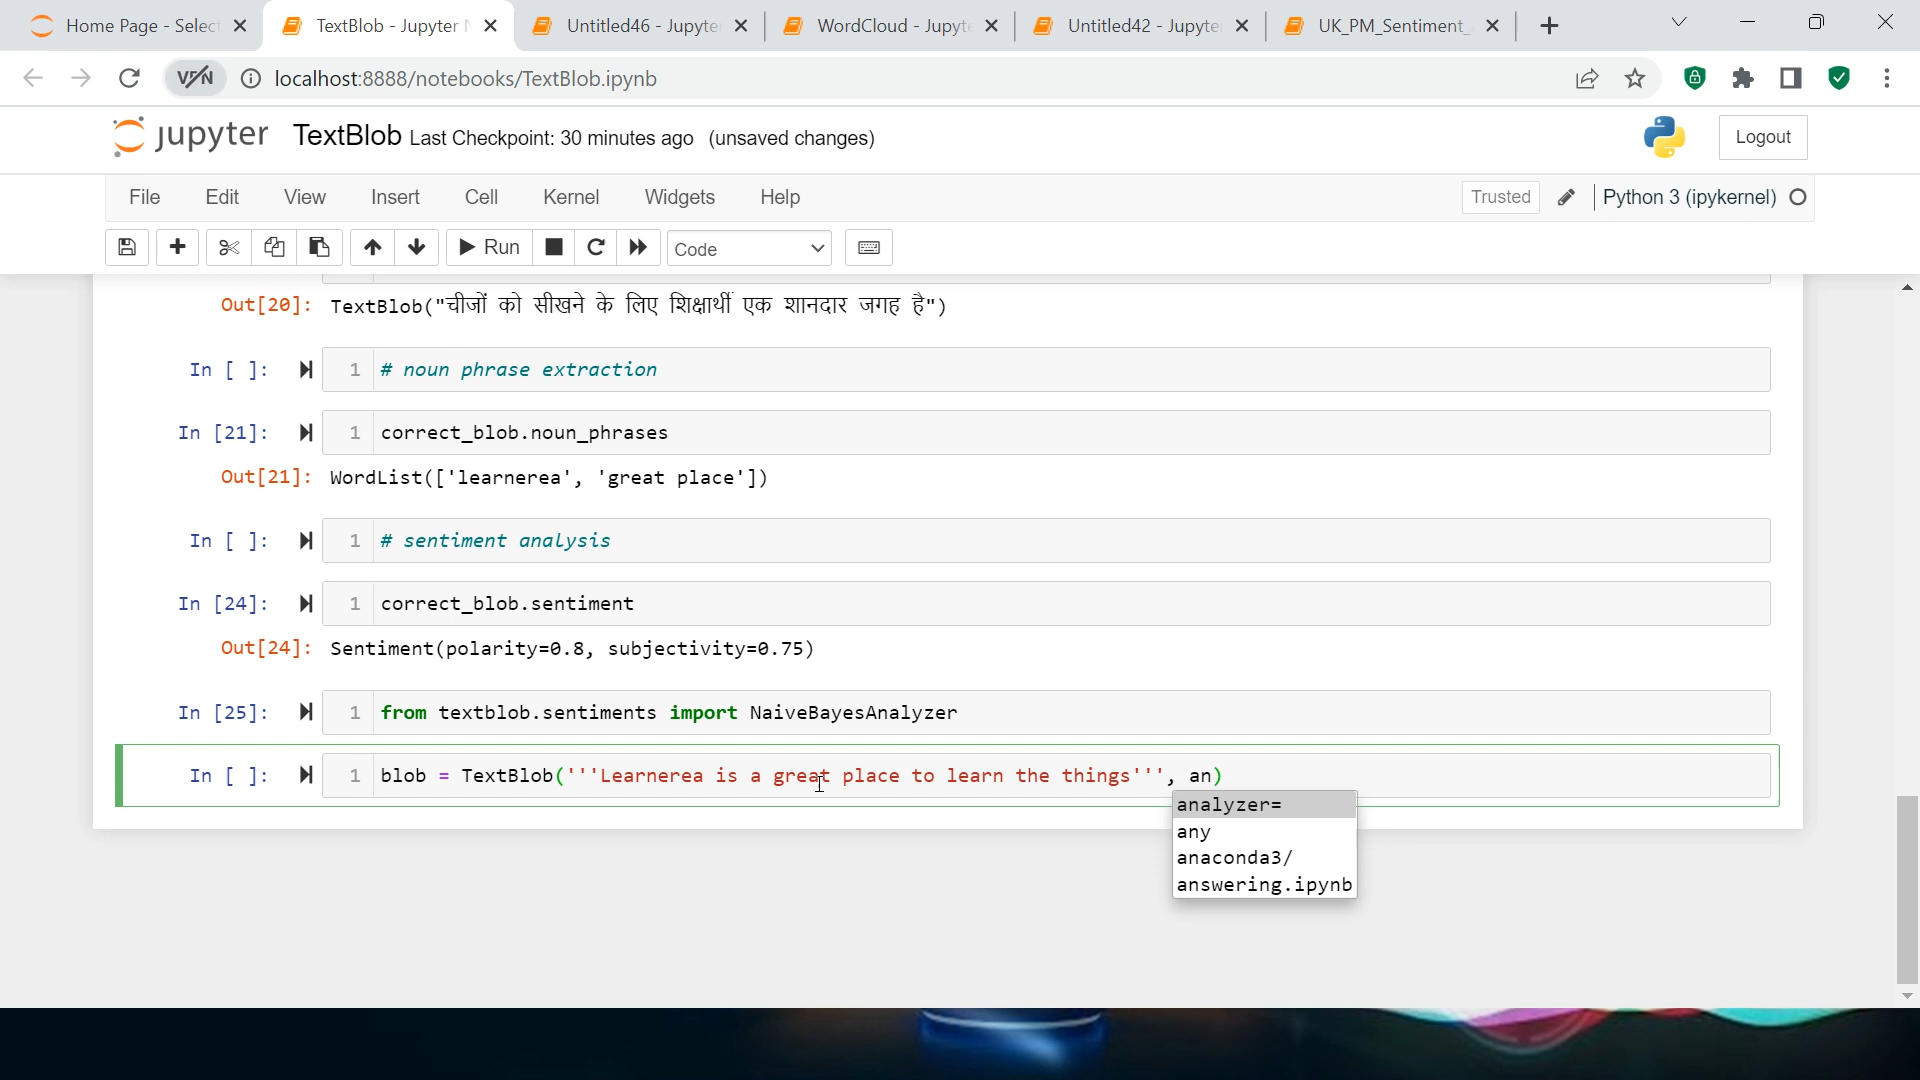 Home Page - Select
TextBlob - Jupyter N
Untitled46 - Jupyter
WordCloud - Jupyte
Untitled42 - Jupyter
UK_PM_Sentiment_
VPN
localhost:8888/notebooks/TextBlob.ipynb
jupyter TextBlob Last Checkpoint: 30 minutes ago (unsaved changes)
Logout
File Edit View Insert Cell Kernel Widgets Help
Trusted
Python 3 (ipykernel)
Run
Code
Out[20]: TextBlob("चीजों को सीखने के लिए शिक्षार्थी एक शानदार जगह है")
In [ ]: 1 # noun phrase extraction
In [21]: 1 correct_blob.noun_phrases
Out[21]: WordList(['learnerea', 'great place'])
In [ ]: 1 # sentiment analysis
In [24]: 1 correct_blob.sentiment
Out[24]: Sentiment(polarity=0.8, subjectivity=0.75)
In [25]: 1 from textblob.sentiments import NaiveBayesAnalyzer
In [ ]: 1 blob = TextBlob('''Learnerea is a great place to learn the things''', an)
analyzer=
any
anaconda3/
answering.ipynb